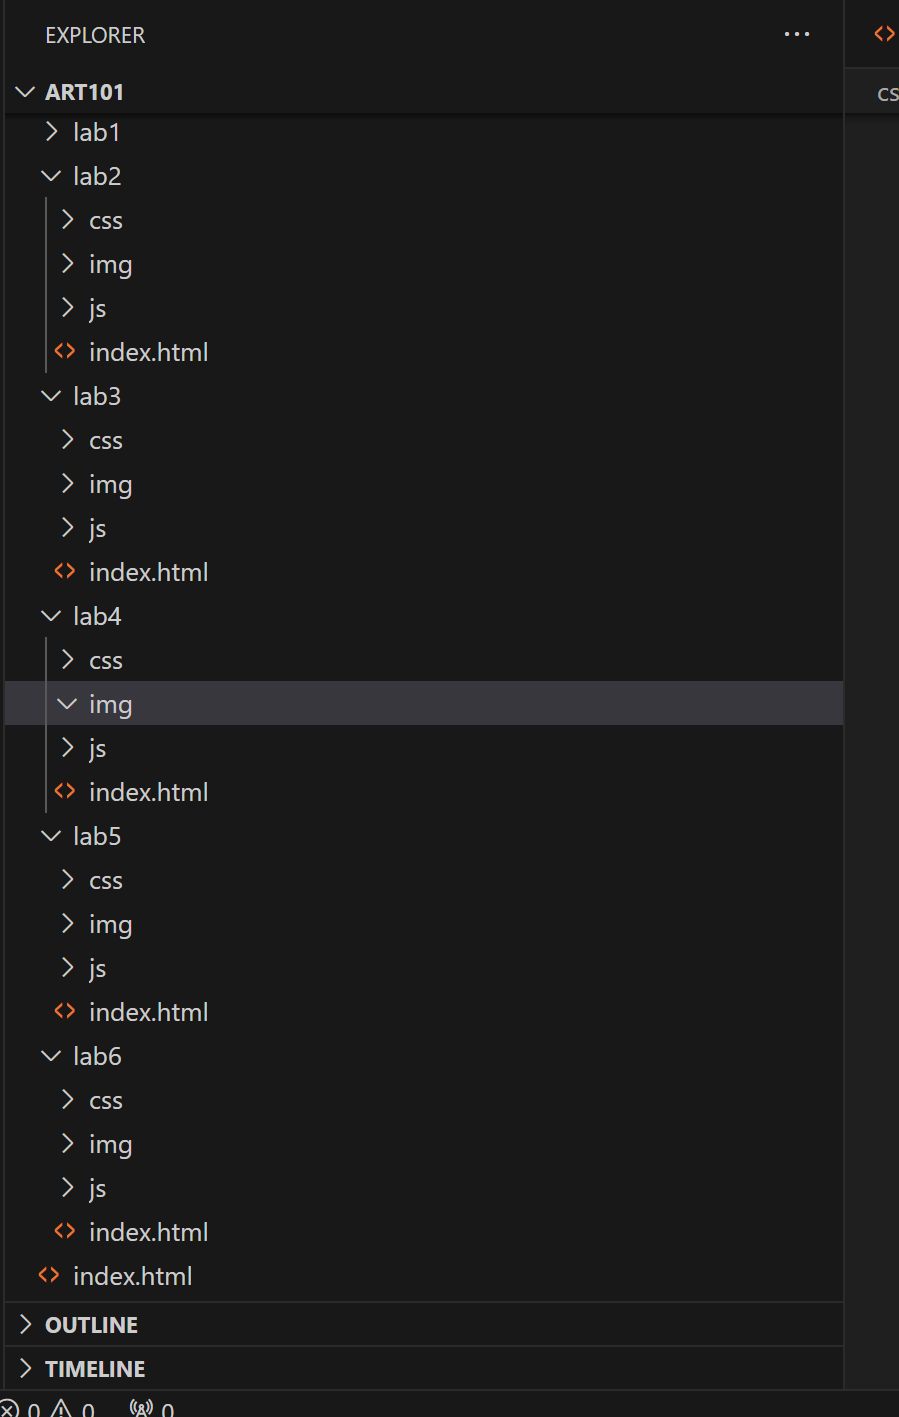 EXPLORER
ART101
cs
lab1
lab2
css
img
js
index.html
lab3
css
img
js
index.html
lab4
css
img
js
index.html
lab5
css
img
js
index.html
lab6
css
img
js
index.html
index.html
OUTLINE
TIMELINE
0 0 0